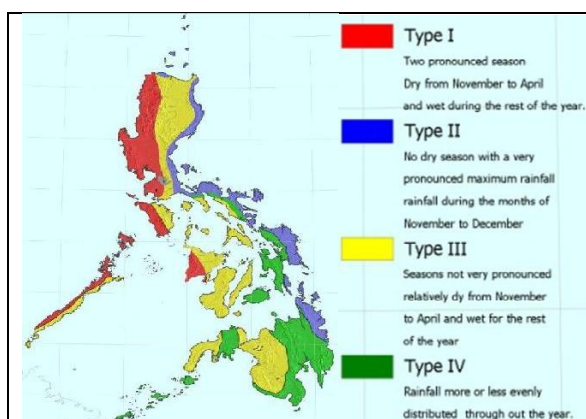 Type I
Two pronounced season
Dry from November to April
and wet during the rest of the year.
Type II
No dry season with a very
pronounced maximum rainfall
rainfall during the months of
November to December
Type III
Seasons not very pronounced
relatively dy from November
to April and wet for the rest
of the year
Type IV
Rainfall more or less evenly
distributed through out the year.